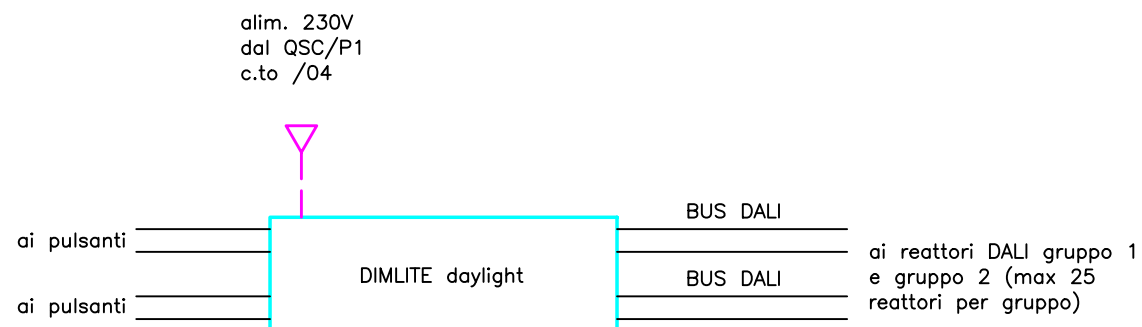 alim. 230V
dal QSC/P1
c.to /04
BUS DALI
ai pulsanti
ai reattori DALI gruppo 1
e gruppo 2 (max 25
reattori per gruppo)
DIMLITE daylight
BUS DALI
ai pulsanti